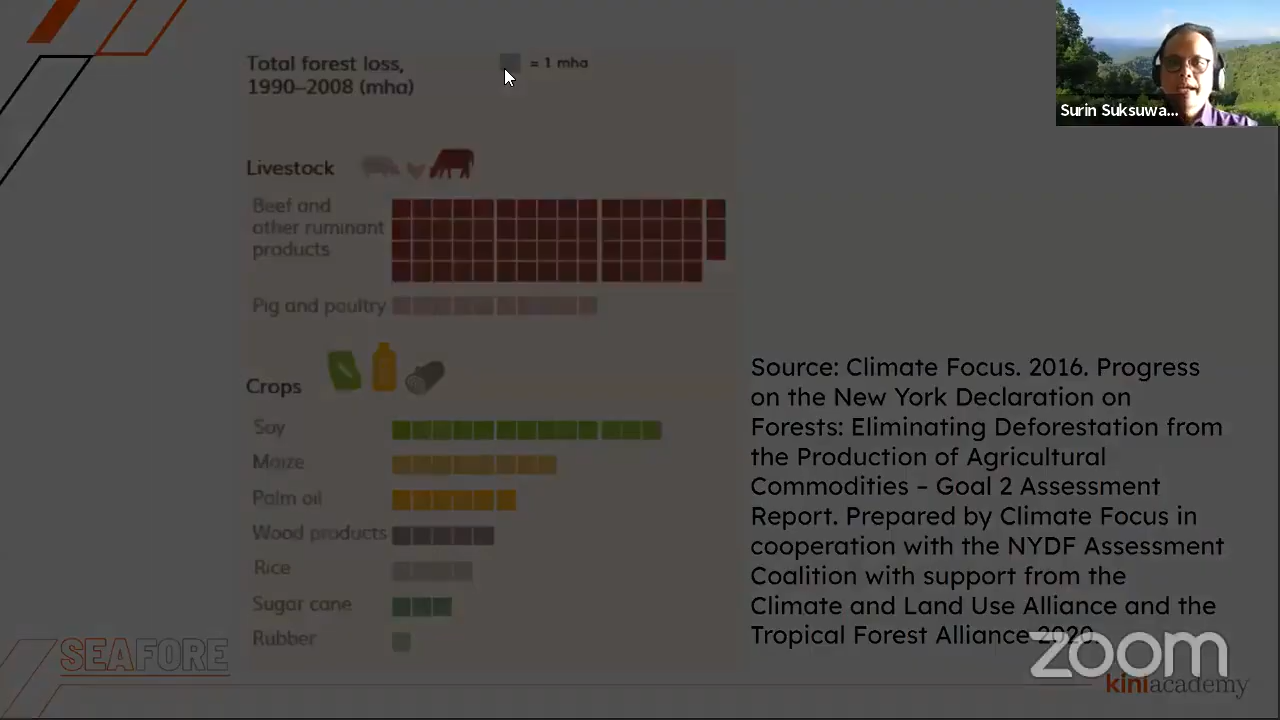 Total forest loss,
1990–2008 (mha)
= 1 mha
Surin Suksuwa...
Livestock
Beef and
other ruminant
products
Pig and poultry
Crops
Soy
Maize
Palm oil
Wood products
Rice
Sugar cane
Rubber
Source: Climate Focus. 2016. Progress
on the New York Declaration on
Forests: Eliminating Deforestation from
the Production of Agricultural
Commodities – Goal 2 Assessment
Report. Prepared by Climate Focus in
cooperation with the NYDF Assessment
Coalition with support from the
Climate and Land Use Alliance and the
Tropical Forest Alliance 2020.
SEAFORE
zoom
kiniacademy